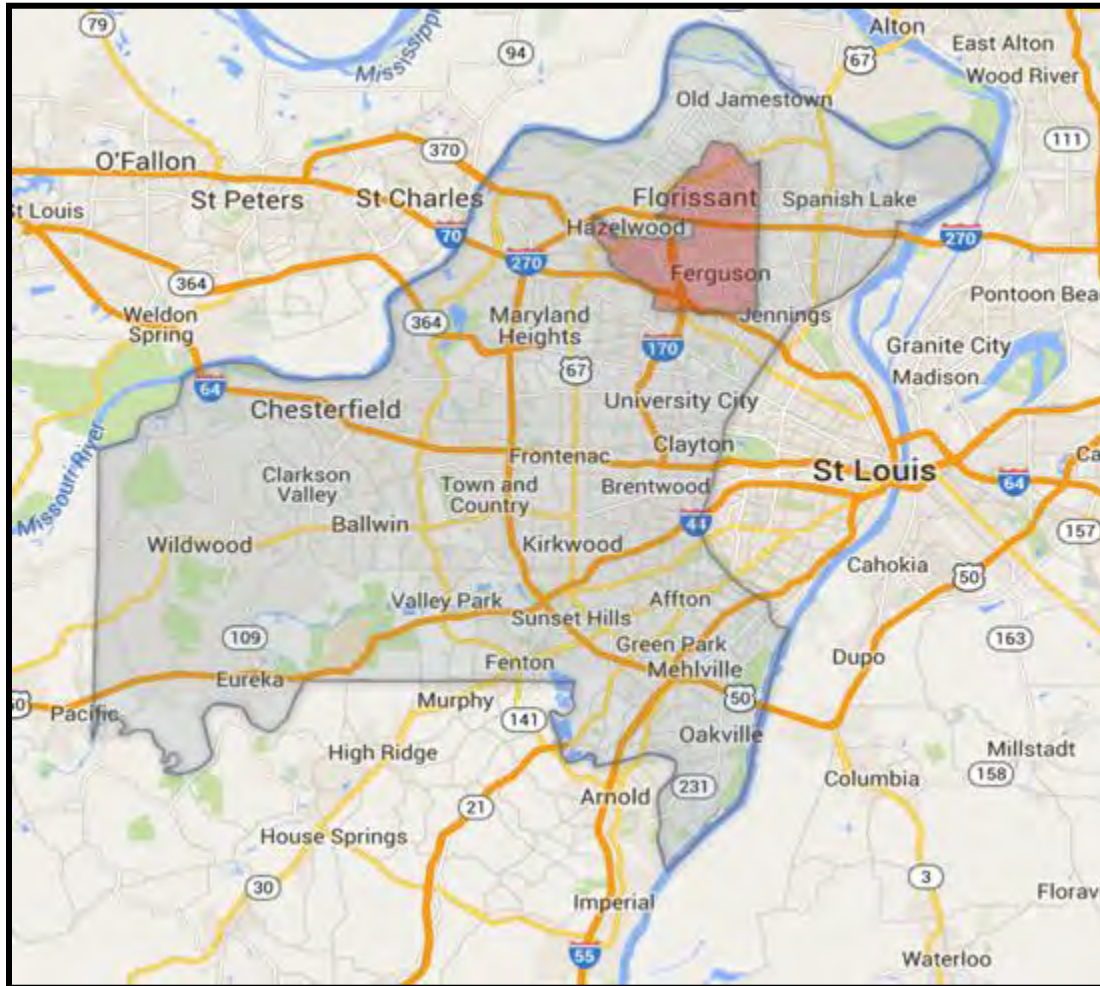 79
Mississippi
94
Alton
67
East Alton
Wood River
Old Jamestown
111
370
O'Fallon
St Peters
St Charles
Florissant
Spanish Lake
St Louis
70
Hazelwood
270
270
364
Ferguson
Pontoon Bea
Weldon
Spring
364
Maryland
Heights
Jennings
170
67
Granite City
Madison
64
Chesterfield
University City
Missouri River
Clayton
Frontenac
St Louis
Ca
Clarkson
Valley
Town and
Country
Brentwood
64
Ballwin
44
157
Wildwood
Kirkwood
Cahokia
50
Valley Park
Affton
Sunset Hills
109
Green Park
163
Fenton
Mehlville
Dupo
Eureka
Murphy
50
50
Pacific
141
Oakville
High Ridge
Millstadt
158
231
Columbia
Arnold
21
House Springs
30
3
Imperial
Florav
55
Waterloo